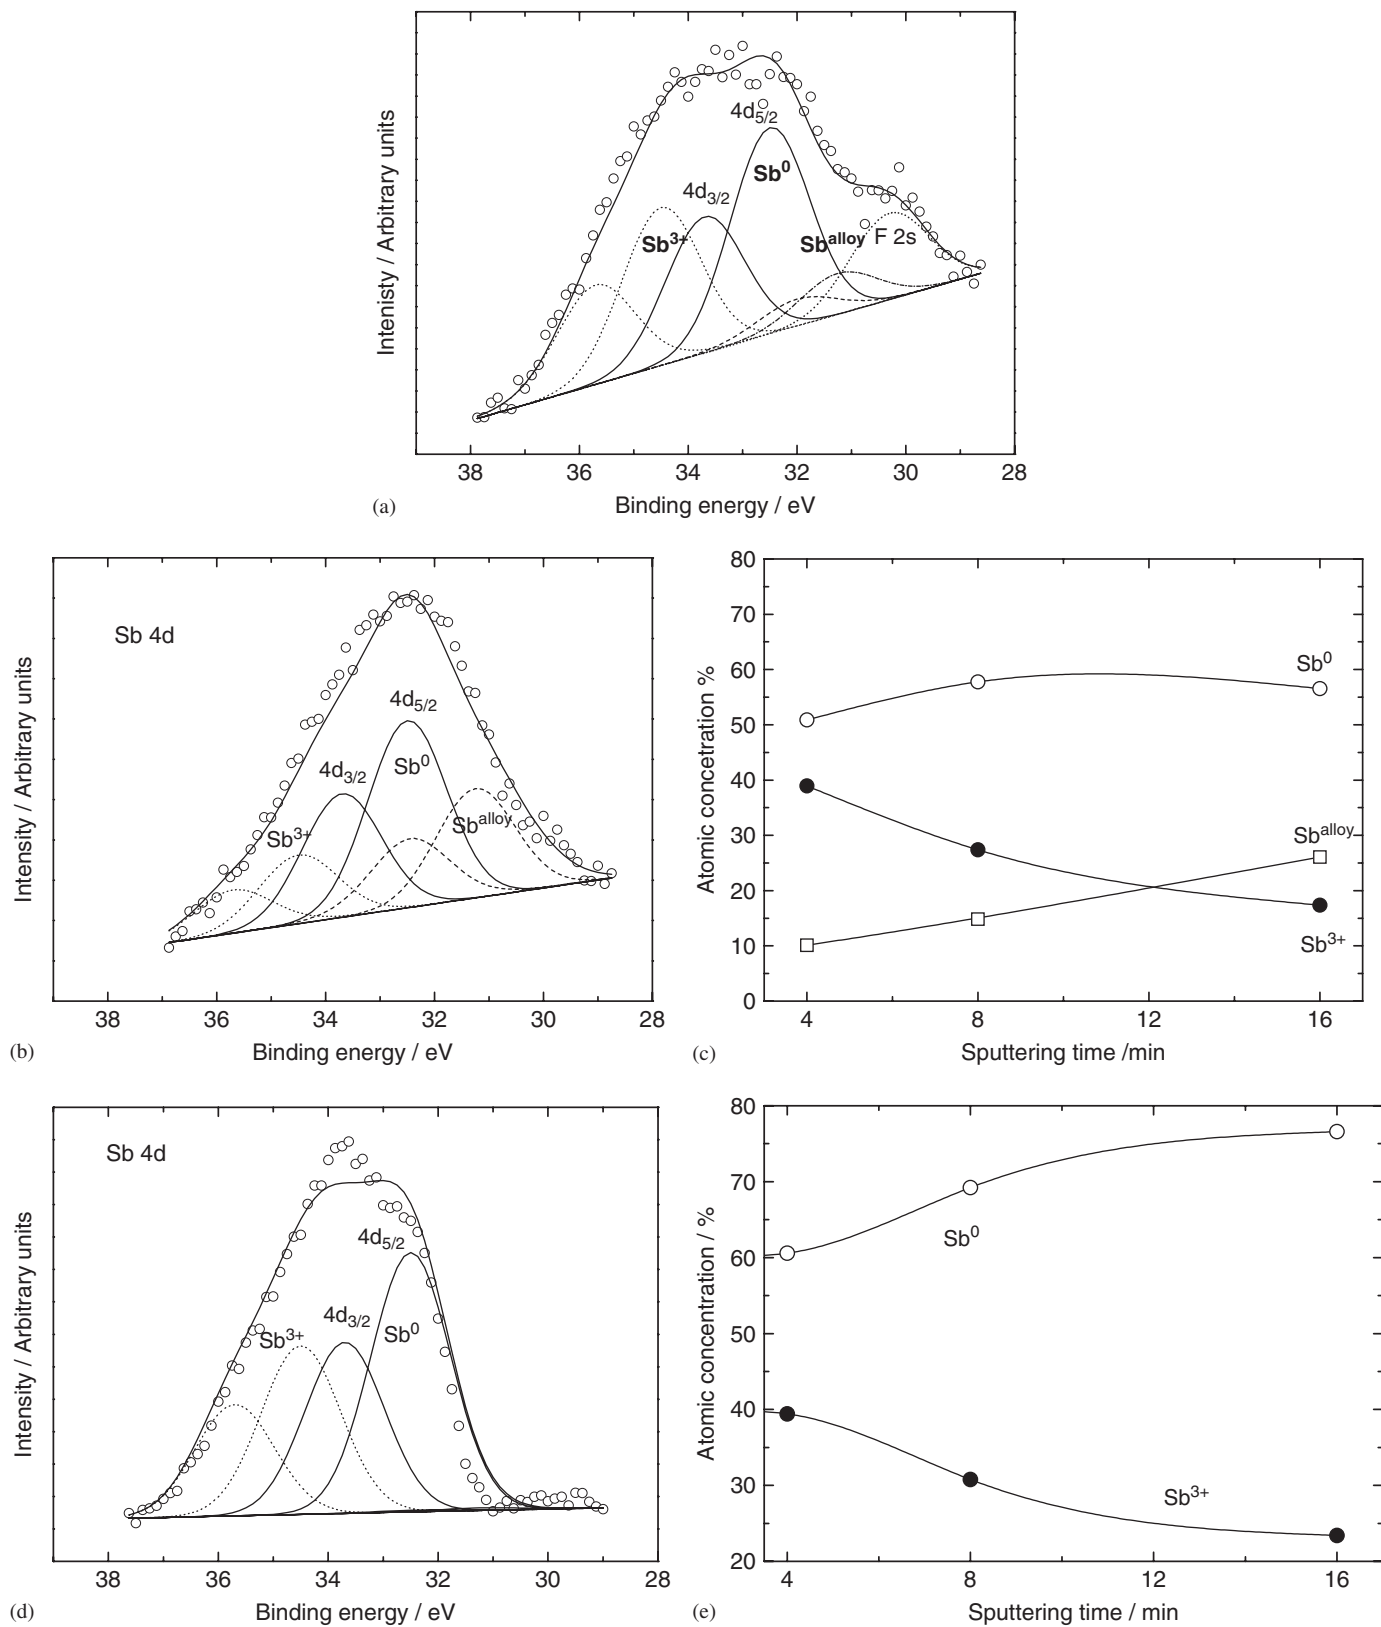 Intenisty / Arbitrary units
4d5/2
Sb0
4d3/2
Sb3+
Sballoy
F 2s
38 36 34 32 30 28
Binding energy / eV
(a)
Intensity / Arbitrary units
Sb 4d
4d5/2
4d3/2
Sb0
Sb3+
Sballoy
38 36 34 32 30 28
Binding energy / eV
(b)
Atomic concetration %
80
70
60
50
40
30
20
10
0
Sb0
Sballoy
Sb3+
4 8 12 16
Sputtering time /min
(c)
Intensity / Arbitrary units
Sb 4d
4d5/2
4d3/2
Sb0
Sb3+
38 36 34 32 30 28
Binding energy / eV
(d)
Atomic concentration / %
80
70
60
50
40
30
20
Sb0
Sb3+
4 8 12 16
Sputtering time / min
(e)